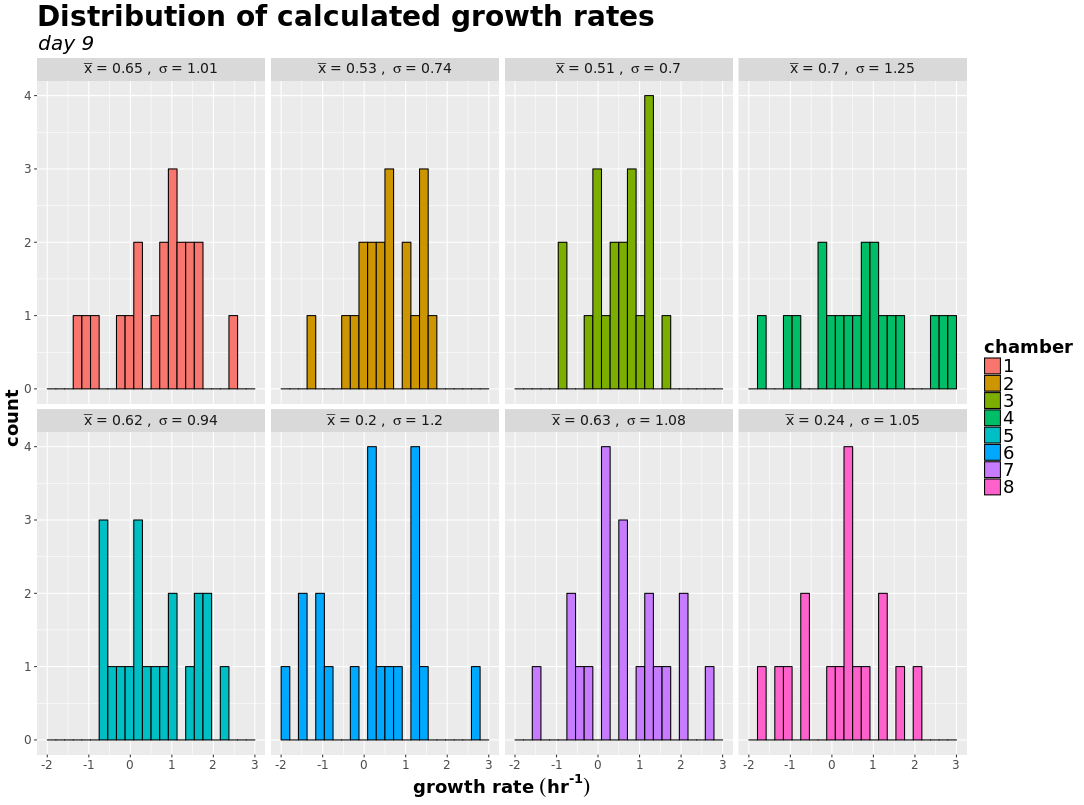 Distribution of calculated growth rates
day 9
x̅ = 0.65 , σ = 1.01
x̅ = 0.53 , σ = 0.74
x̅ = 0.51 , σ = 0.7
x̅ = 0.7 , σ = 1.25
4
3
2
1
0
x̅ = 0.62 , σ = 0.94
x̅ = 0.2 , σ = 1.2
x̅ = 0.63 , σ = 1.08
x̅ = 0.24 , σ = 1.05
4
3
2
1
0
-2 -1 0 1 2 3
-2 -1 0 1 2 3
-2 -1 0 1 2 3
-2 -1 0 1 2 3
count
growth rate (hr⁻¹)
chamber
1
2
3
4
5
6
7
8